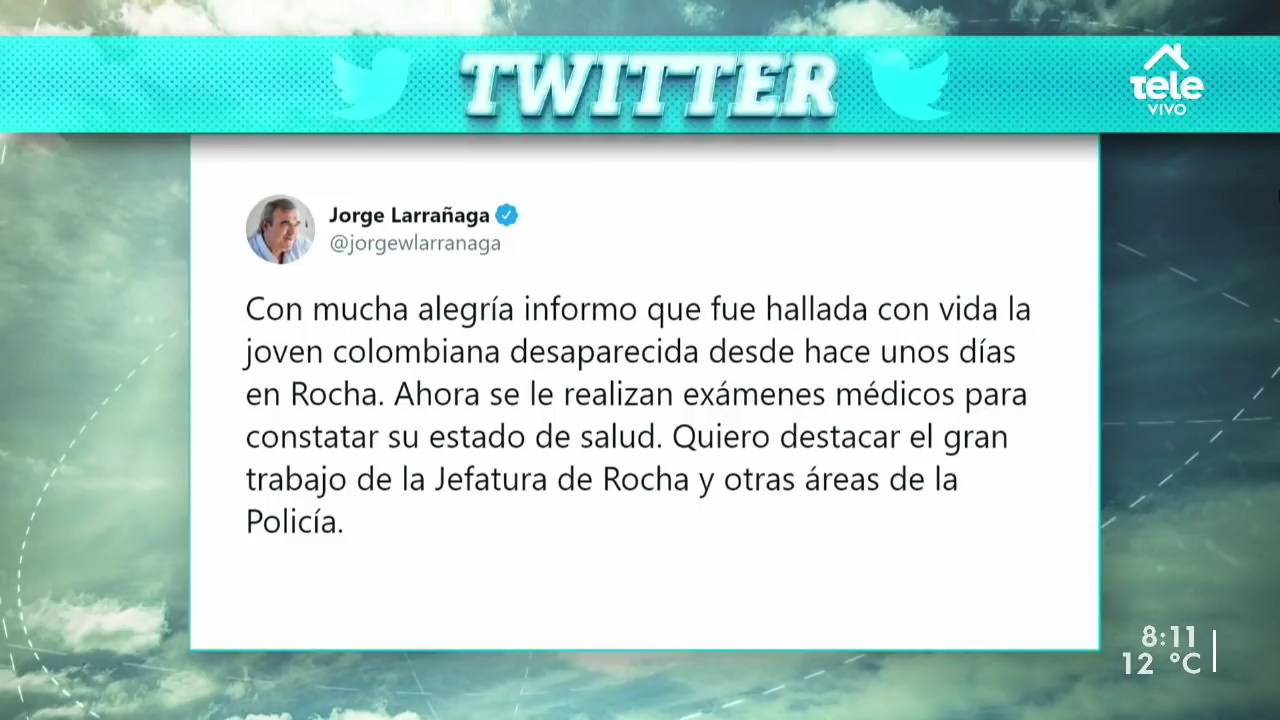 TWITTER
tele
VIVO
Jorge Larrañaga
@jorgewlarranaga
Con mucha alegría informo que fue hallada con vida la
joven colombiana desaparecida desde hace unos días
en Rocha. Ahora se le realizan exámenes médicos para
constatar su estado de salud. Quiero destacar el gran
trabajo de la Jefatura de Rocha y otras áreas de la
Policía.
8:11
12 °C